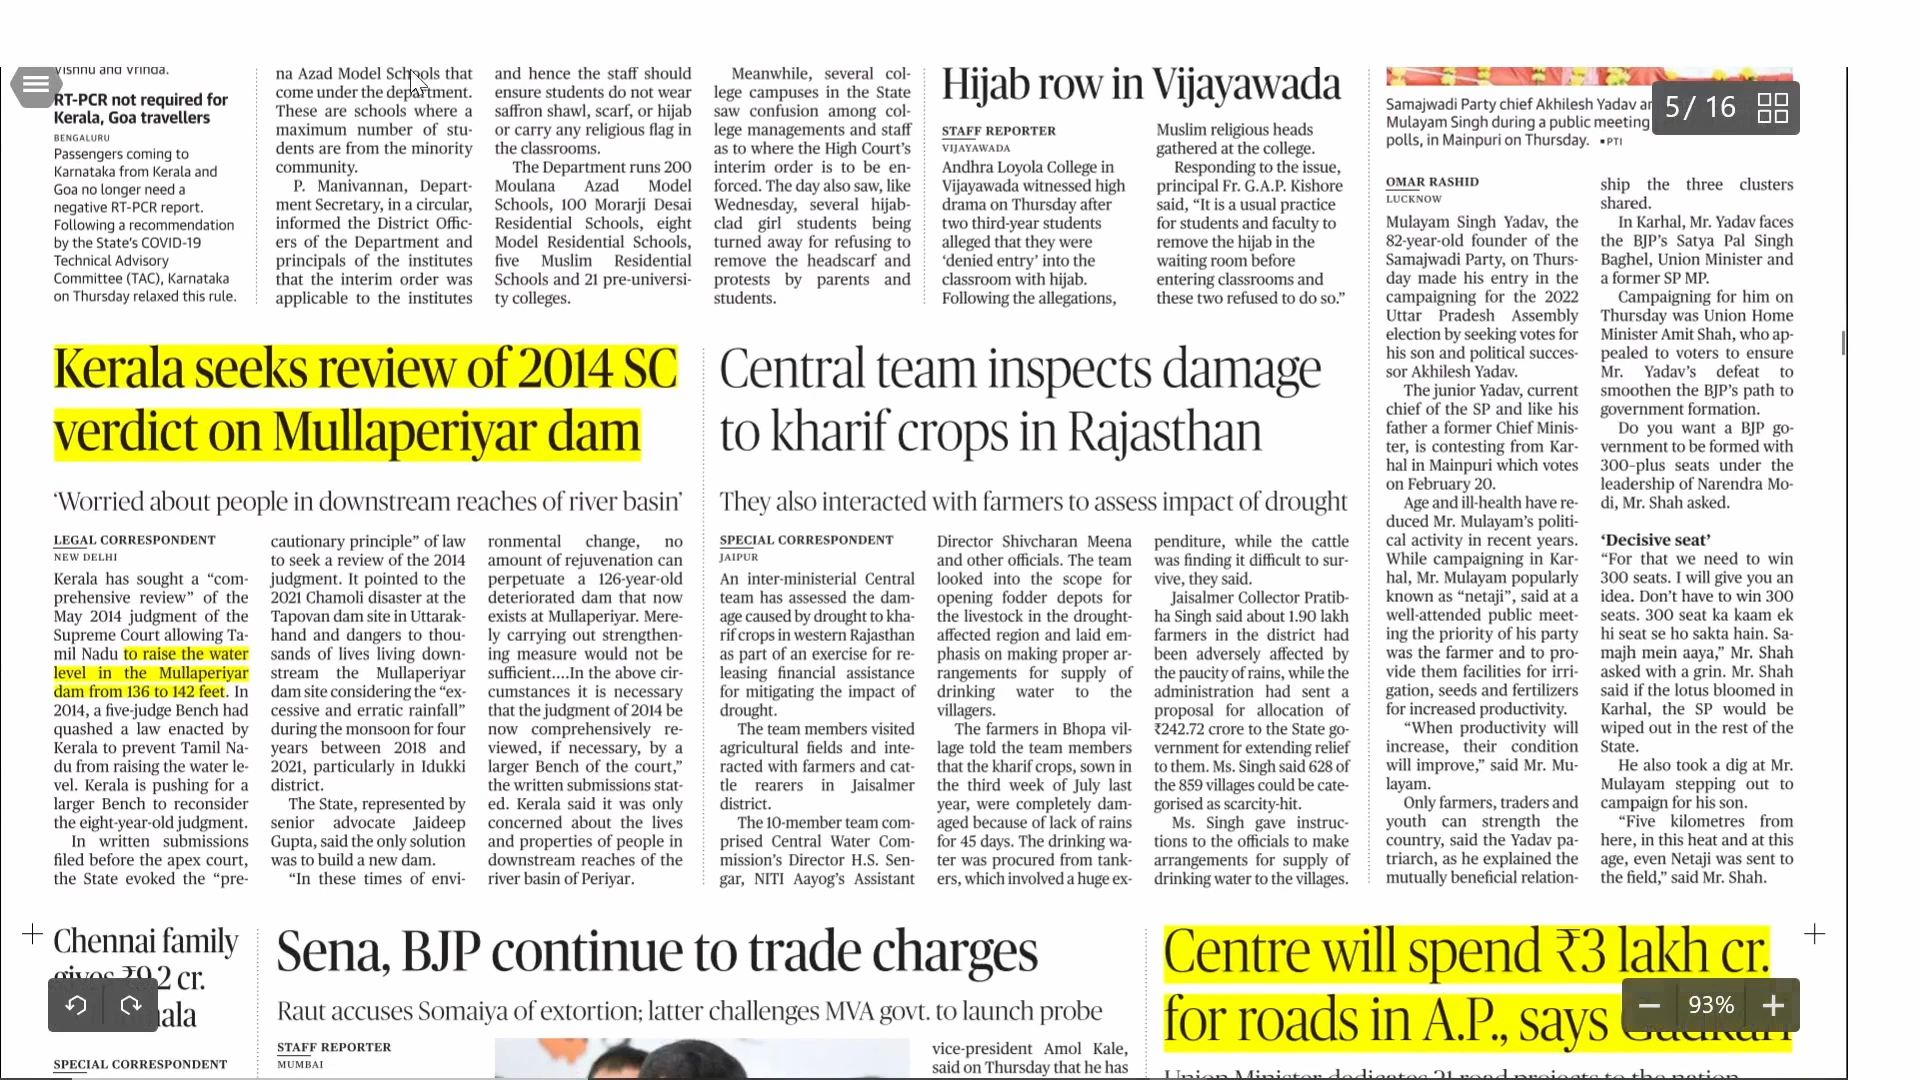 Vishnu and Vrinda.
RT-PCR not required for
Kerala, Goa travellers
BENGALURU
Passengers coming to
Karnataka from Kerala and
Goa no longer need a
negative RT-PCR report.
Following a recommendation
by the State's COVID-19
Technical Advisory
Committee (TAC), Karnataka
on Thursday relaxed this rule.
na Azad Model Schools that
come under the department.
These are schools where a
maximum number of stu-
dents are from the minority
community.
P. Manivannan, Depart-
ment Secretary, in a circular,
informed the District Offic-
ers of the Department and
principals of the institutes
that the interim order was
applicable to the institutes
and hence the staff should
ensure students do not wear
saffron shawl, scarf, or hijab
or carry any religious flag in
the classrooms.
The Department runs 200
Moulana Azad Model
Schools, 100 Morarji Desai
Residential Schools, eight
Model Residential Schools,
five Muslim Residential
Schools and 21 pre-universi-
ty colleges.
Meanwhile, several col-
lege campuses in the State
saw confusion among col-
lege managements and staff
as to where the High Court's
interim order is to be en-
forced. The day also saw, like
Wednesday, several hijab-
clad girl students being
turned away for refusing to
remove the headscarf and
protests by parents and
students.
Hijab row in Vijayawada
STAFF REPORTER
VIJAYAWADA
Andhra Loyola College in
Vijayawada witnessed high
drama on Thursday after
two third-year students
alleged that they were
‘denied entry’ into the
classroom with hijab.
Following the allegations,
Muslim religious heads
gathered at the college.
Responding to the issue,
principal Fr. G.A.P. Kishore
said, “It is a usual practice
for students and faculty to
remove the hijab in the
waiting room before
entering classrooms and
these two refused to do so.”
5/ 16
Samajwadi Party chief Akhilesh Yadav
Mulayam Singh during a public meeting
polls, in Mainpuri on Thursday. ▪PTI
OMAR RASHID
LUCKNOW
Mulayam Singh Yadav, the
82-year-old founder of the
Samajwadi Party, on Thurs-
day made his entry in the
campaigning for the 2022
Uttar Pradesh Assembly
election by seeking votes for
his son and political succes-
sor Akhilesh Yadav.
The junior Yadav, current
chief of the SP and like his
father a former Chief Minis-
ter, is contesting from Kar-
hal in Mainpuri which votes
on February 20.
Age and ill-health have re-
duced Mr. Mulayam's politi-
cal activity in recent years.
While campaigning in Kar-
hal, Mr. Mulayam popularly
known as “netaji”, said at a
well-attended public meet-
ing the priority of his party
was the farmer and to pro-
vide them facilities for irri-
gation, seeds and fertilizers
for increased productivity.
“When productivity will
increase, their condition
will improve,” said Mr. Mu-
layam.
Only farmers, traders and
youth can strengthen the
country, said the Yadav pa-
triarch, as he explained the
mutually beneficial relation-
ship the three clusters
shared.
In Karhal, Mr. Yadav faces
the BJP's Satya Pal Singh
Baghel, Union Minister and
a former SP MP.
Campaigning for him on
Thursday was Union Home
Minister Amit Shah, who ap-
pealed to voters to ensure
Mr. Yadav's defeat to
smoothen the BJP's path to
government formation.
Do you want a BJP go-
vernment to be formed with
300-plus seats under the
leadership of Narendra Mo-
di, Mr. Shah asked.
‘Decisive seat’
“For that we need to win
300 seats. I will give you an
idea. Don't have to win 300
seats. 300 seat ka kaam ek
hi seat se ho sakta hain. Sa-
majh mein aaya,” Mr. Shah
asked with a grin. Mr. Shah
said if the lotus bloomed in
Karhal, the SP would be
wiped out in the rest of the
State.
He also took a dig at Mr.
Mulayam stepping out to
campaign for his son.
“Five kilometres from
here, in this heat and at this
age, even Netaji was sent to
the field,” said Mr. Shah.
Kerala seeks review of 2014 SC
verdict on Mullaperiyar dam
‘Worried about people in downstream reaches of river basin’
LEGAL CORRESPONDENT
NEW DELHI
Kerala has sought a “com-
prehensive review” of the
May 2014 judgment of the
Supreme Court allowing Ta-
mil Nadu to raise the water
level in the Mullaperiyar
dam from 136 to 142 feet. In
2014, a five-judge Bench had
quashed a law enacted by
Kerala to prevent Tamil Na-
du from raising the water le-
vel. Kerala is pushing for a
larger Bench to reconsider
the eight-year-old judgment.
In written submissions
filed before the apex court,
the State evoked the “pre-
cautionary principle” of law
to seek a review of the 2014
judgment. It pointed to the
2021 Chamoli disaster at the
Tapovan dam site in Uttarak-
hand and dangers to thou-
sands of lives living down-
stream the Mullaperiyar
dam site considering the “ex-
cessive and erratic rainfall”
during the monsoon for four
years between 2018 and
2021, particularly in Idukki
district.
The State, represented by
senior advocate Jaideep
Gupta, said the only solution
was to build a new dam.
“In these times of envi-
ronmental change, no
amount of rejuvenation can
perpetuate a 126-year-old
deteriorated dam that now
exists at Mullaperiyar. Mere-
ly carrying out strengthen-
ing measure would not be
sufficient....In the above cir-
cumstances it is necessary
that the judgment of 2014 be
now comprehensively re-
viewed, if necessary, by a
larger Bench of the court,”
the written submissions stat-
ed. Kerala said it was only
concerned about the lives
and properties of people in
downstream reaches of the
river basin of Periyar.
Central team inspects damage
to kharif crops in Rajasthan
They also interacted with farmers to assess impact of drought
SPECIAL CORRESPONDENT
JAIPUR
An inter-ministerial Central
team has assessed the dam-
age caused by drought to kha-
rif crops in western Rajasthan
as part of an exercise for re-
leasing financial assistance
for mitigating the impact of
drought.
The team members visited
agricultural fields and inte-
racted with farmers and cat-
tle rearers in Jaisalmer
district.
The 10-member team com-
prised Central Water Com-
mission's Director H.S. Sen-
gar, NITI Aayog's Assistant
Director Shivcharan Meena
and other officials. The team
looked into the scope for
opening fodder depots for
the livestock in the drought-
affected region and laid em-
phasis on making proper ar-
rangements for supply of
drinking water to the
villagers.
The farmers in Bhopa vil-
lage told the team members
that the kharif crops, sown in
the third week of July last
year, were completely dam-
aged because of lack of rains
for 45 days. The drinking wa-
ter was procured from tank-
ers, which involved a huge ex-
penditure, while the cattle
was finding it difficult to sur-
vive, they said.
Jaisalmer Collector Pratib-
ha Singh said about 1.90 lakh
farmers in the district had
been adversely affected by
the paucity of rains, while the
administration had sent a
proposal for allocation of
₹242.72 crore to the State go-
vernment for extending relief
to them. Ms. Singh said 628 of
the 859 villages could be cate-
gorised as scarcity-hit.
Ms. Singh gave instruc-
tions to the officials to make
arrangements for supply of
drinking water to the villages.
Chennai family
gives ₹9.2 cr.
SPECIAL CORRESPONDENT
Sena, BJP continue to trade charges
Raut accuses Somaiya of extortion; latter challenges MVA govt. to launch probe
STAFF REPORTER
MUMBAI
vice-president Amol Kale,
said on Thursday that he has
Centre will spend ₹3 lakh cr.
for roads in A.P., says Gadkari
Union Minister dedicates 21 road projects to the nation
93%